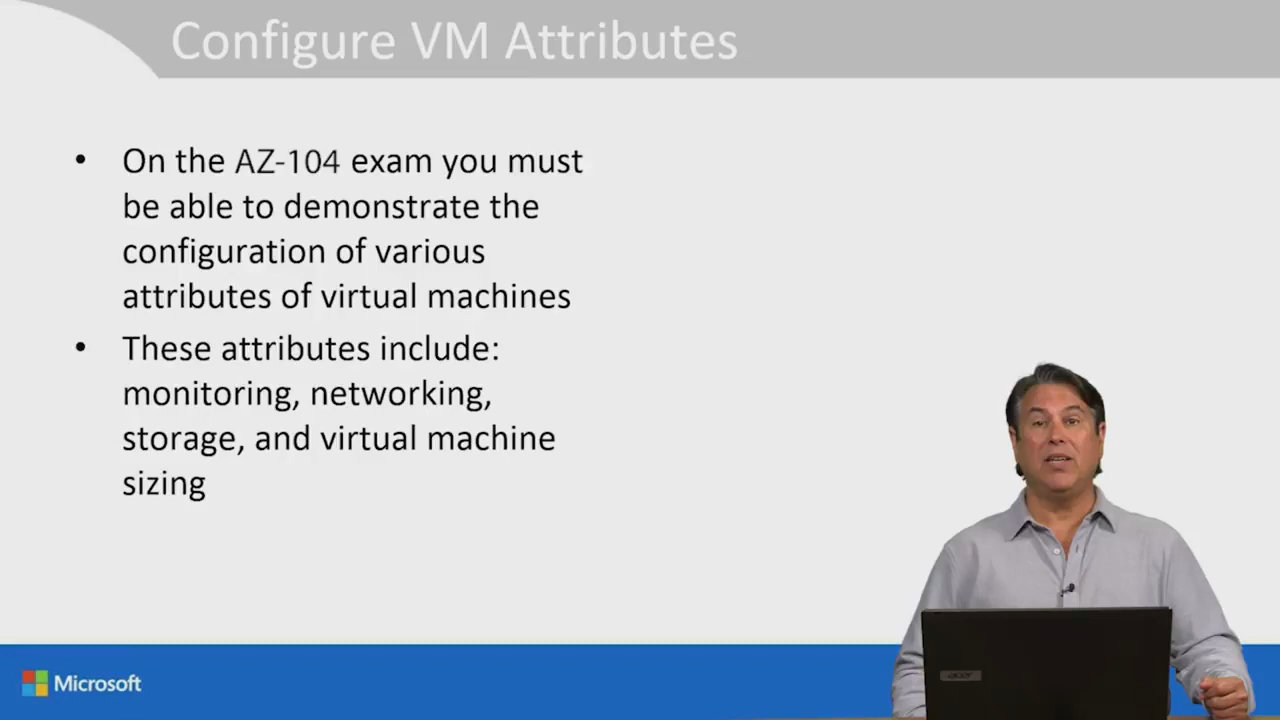 Configure VM Attributes
• On the AZ-104 exam you must
be able to demonstrate the
configuration of various
attributes of virtual machines
• These attributes include:
monitoring, networking,
storage, and virtual machine
sizing
acer
Microsoft